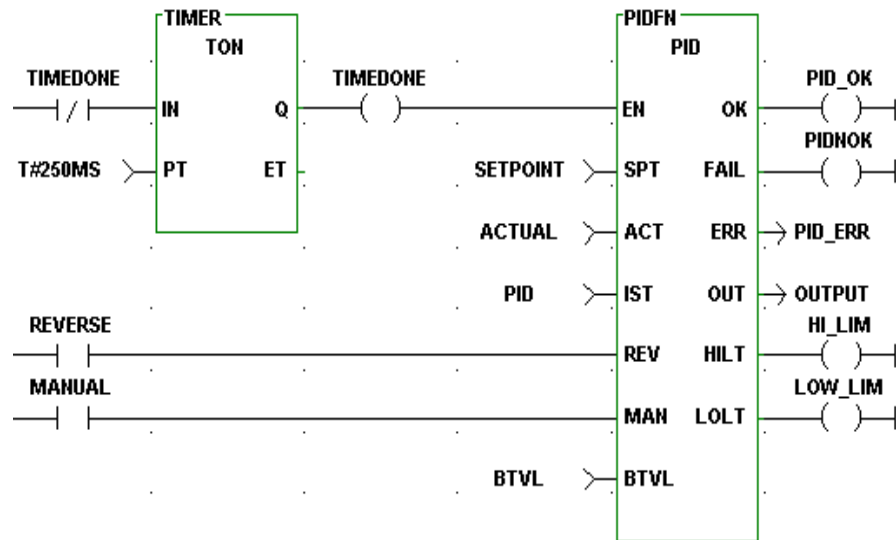 TIMER
TON
TIMEDONE
IN
Q
T#250MS
PT
ET
TIMEDONE
PIDFN
PID
EN
OK
PID_OK
SETPOINT
SPT
FAIL
PIDNOK
ACTUAL
ACT
ERR
PID_ERR
PID
IST
OUT
OUTPUT
REVERSE
REV
HILT
HI_LIM
MANUAL
MAN
LOLT
LOW_LIM
BTVL
BTVL